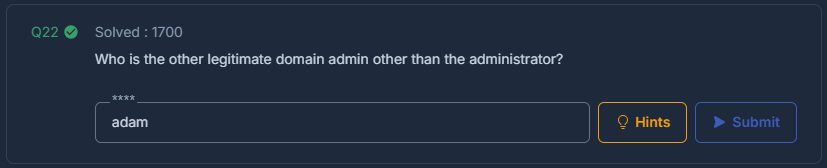 Q22 Solved : 1700
Who is the other legitimate domain admin other than the administrator?
****
adam Hints Submit